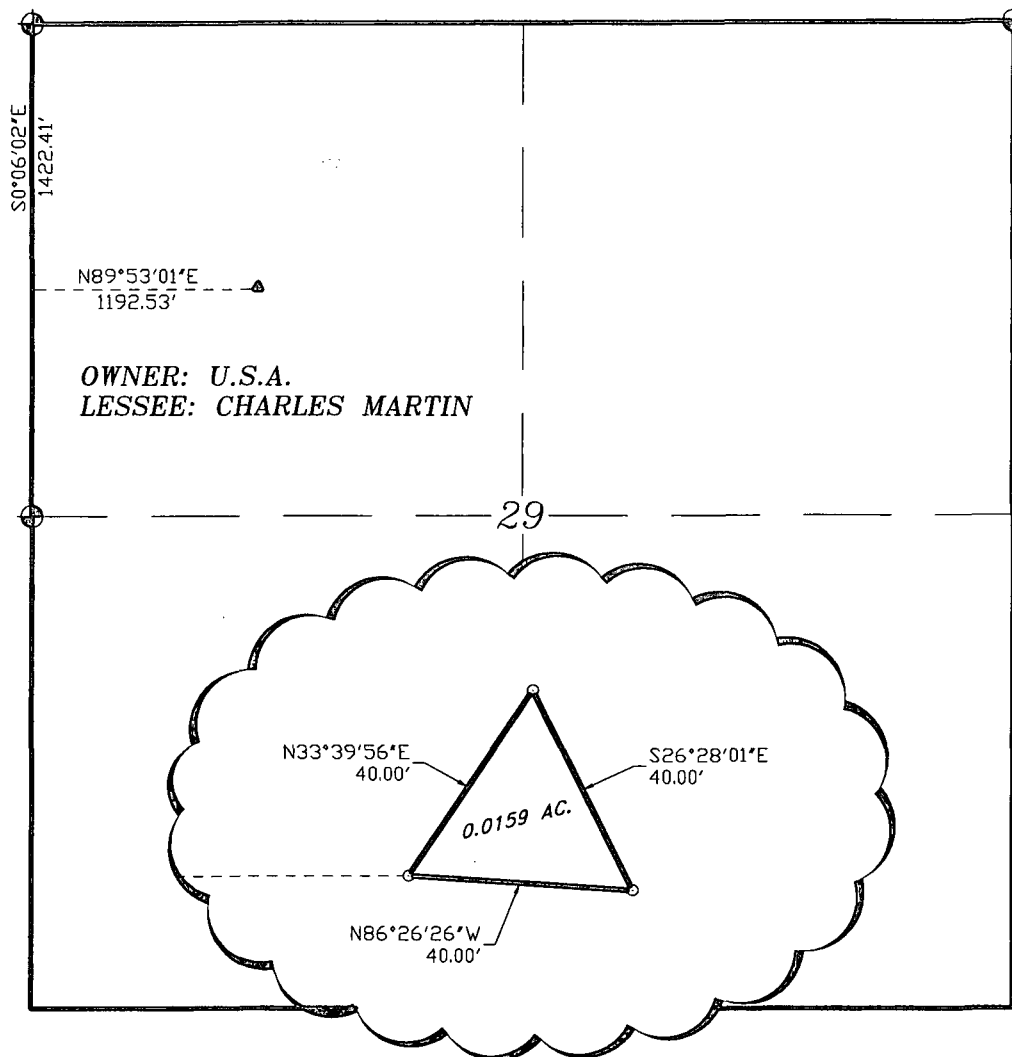 S0°06'02"E
1422.41'
N89°53'01"E
1192.53'
OWNER: U.S.A.
LESSEE: CHARLES MARTIN
29
N33°39'56"E
40.00'
S26°28'01"E
40.00'
0.0159 AC.
N86°26'26"W
40.00'